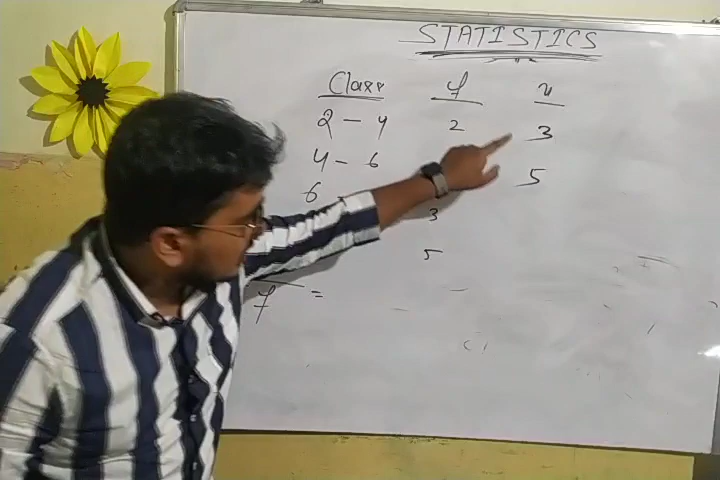 STATISTICS
Class f x
2 - 4 2 3
4 - 6 5
6
3
5
=